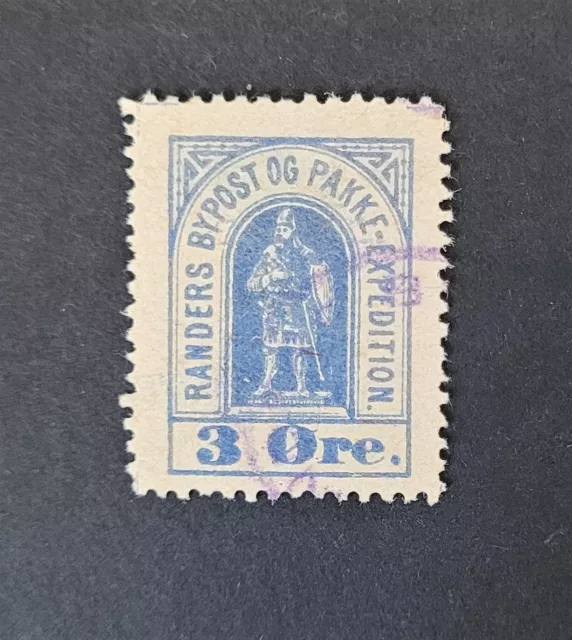 RANDERS BYPOST OG PAKKE-EXPEDITION.
3 Øre.